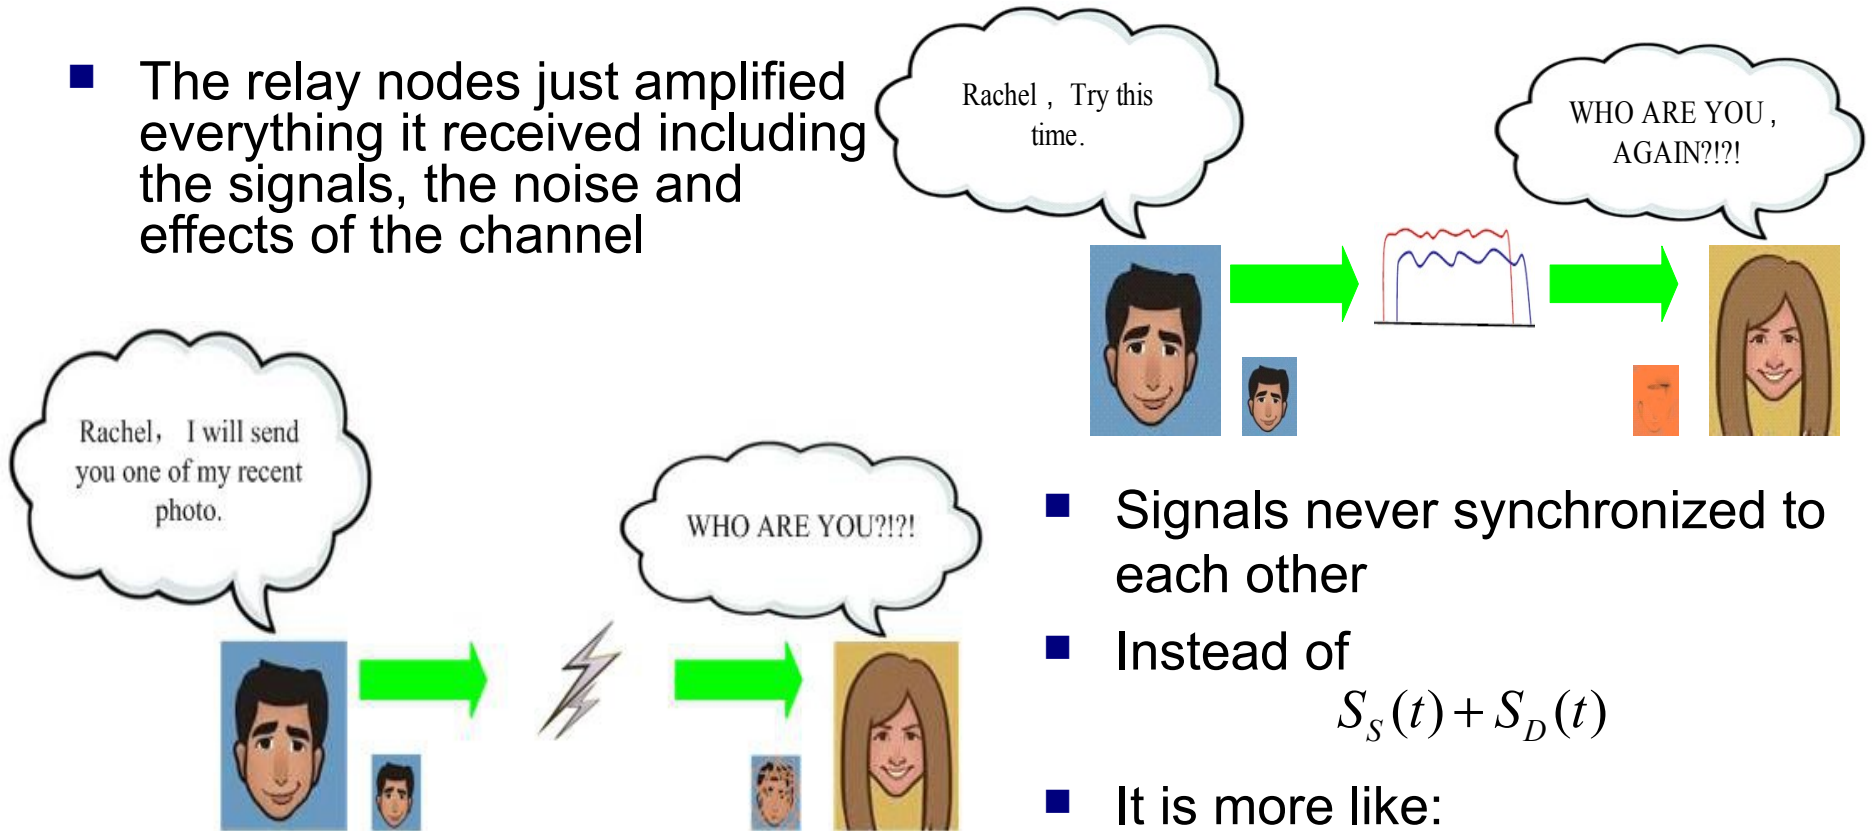 The relay nodes just amplified
everything it received including
the signals, the noise and
effects of the channel
Rachel , Try this
time.
WHO ARE YOU ,
AGAIN?!?!
Rachel, I will send
you one of my recent
photo.
WHO ARE YOU?!?!
Signals never synchronized to
each other
Instead of
S_S(t) + S_D(t)
It is more like: